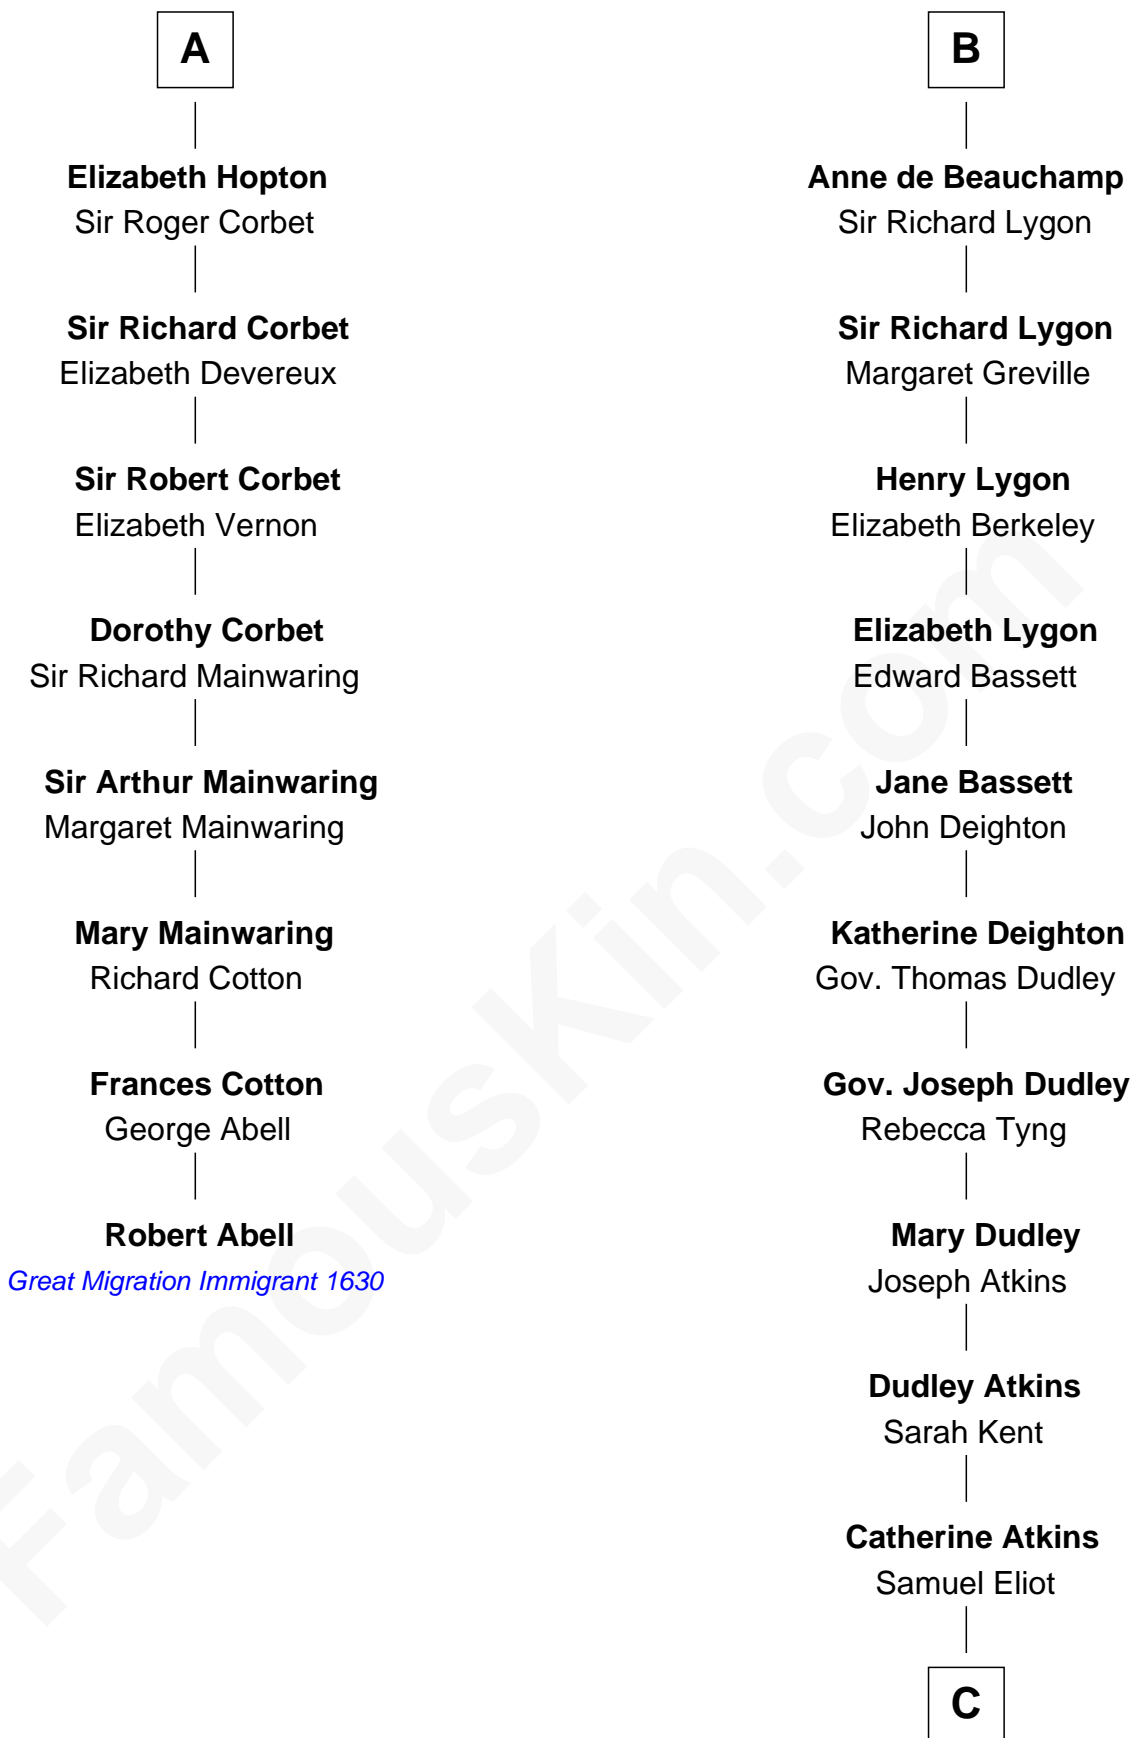 A
Elizabeth Hopton
Sir Roger Corbet
Sir Richard Corbet
Elizabeth Devereux
Sir Robert Corbet
Elizabeth Vernon
Dorothy Corbet
Sir Richard Mainwaring
Sir Arthur Mainwaring
Margaret Mainwaring
Mary Mainwaring
Richard Cotton
Frances Cotton
George Abell
Robert Abell
Great Migration Immigrant 1630
B
Anne de Beauchamp
Sir Richard Lygon
Sir Richard Lygon
Margaret Greville
Henry Lygon
Elizabeth Berkeley
Elizabeth Lygon
Edward Bassett
Jane Bassett
John Deighton
Katherine Deighton
Gov. Thomas Dudley
Gov. Joseph Dudley
Rebecca Tyng
Mary Dudley
Joseph Atkins
Dudley Atkins
Sarah Kent
Catherine Atkins
Samuel Eliot
C
FamousKin.com